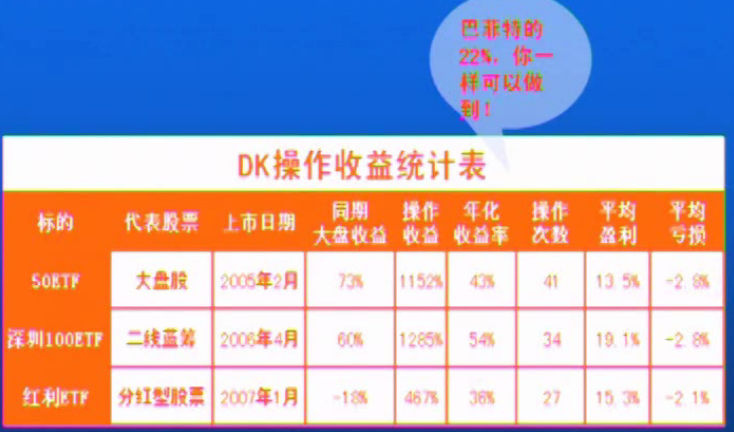 巴菲特的
22%，你一
样可以做
到！
DK操作收益统计表
标的 代表股票 上市日期 同期大盘收益 操作收益 年化收益率 操作次数 平均盈利 平均亏损
50ETF 大盘股 2005年2月 73% 1152% 43% 41 13.5% -2.9%
深圳100ETF 二线蓝筹 2006年4月 60% 1285% 54% 34 19.1% -2.8%
红利ETF 分红型股票 2007年1月 -18% 467% 36% 27 15.3% -2.1%